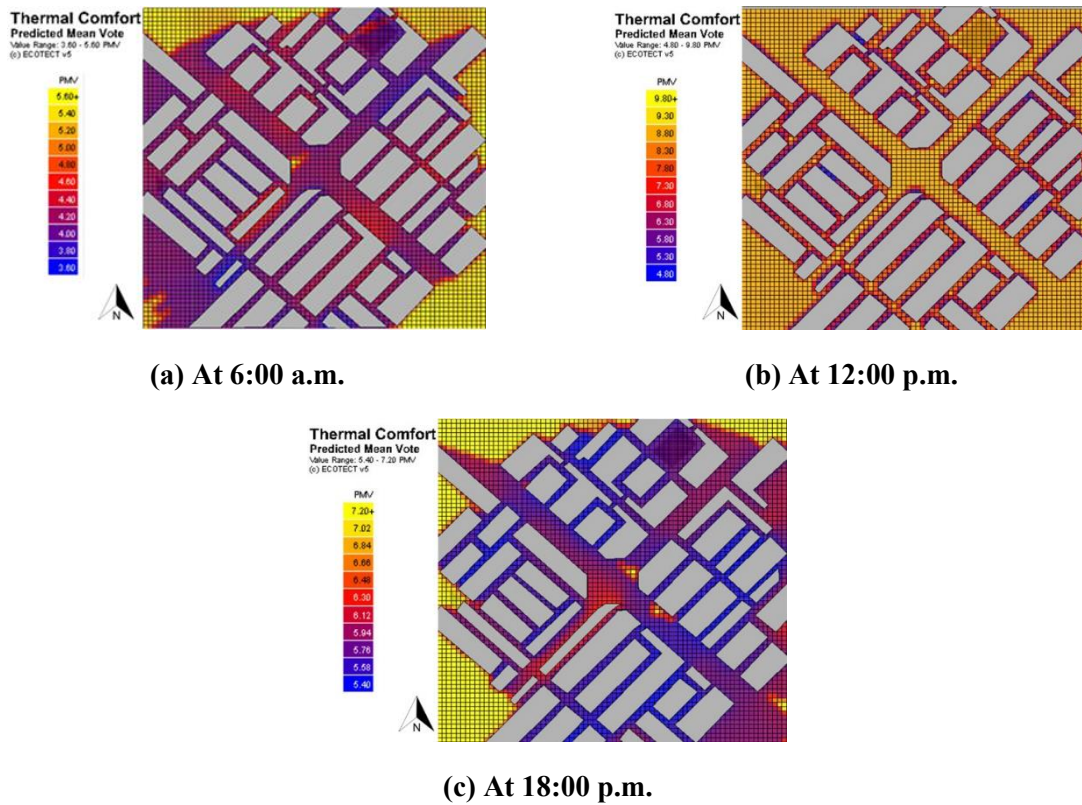 Thermal Comfort
Predicted Mean Vote
Value Range: 3.60 - 5.60 PMV
(c) ECOTECT v5
PMV
5.60+
5.40
5.20
5.00
4.80
4.60
4.40
4.20
4.00
3.80
3.60
N
(a) At 6:00 a.m.
Thermal Comfort
Predicted Mean Vote
Value Range: 4.80 - 9.80 PMV
(c) ECOTECT v5
PMV
9.80+
9.30
8.80
8.30
7.80
7.30
6.80
6.30
5.80
5.30
4.80
N
(b) At 12:00 p.m.
Thermal Comfort
Predicted Mean Vote
Value Range: 5.40 - 7.20 PMV
(c) ECOTECT v5
PMV
7.20+
7.02
6.84
6.66
6.48
6.30
6.12
5.94
5.76
5.58
5.40
N
(c) At 18:00 p.m.